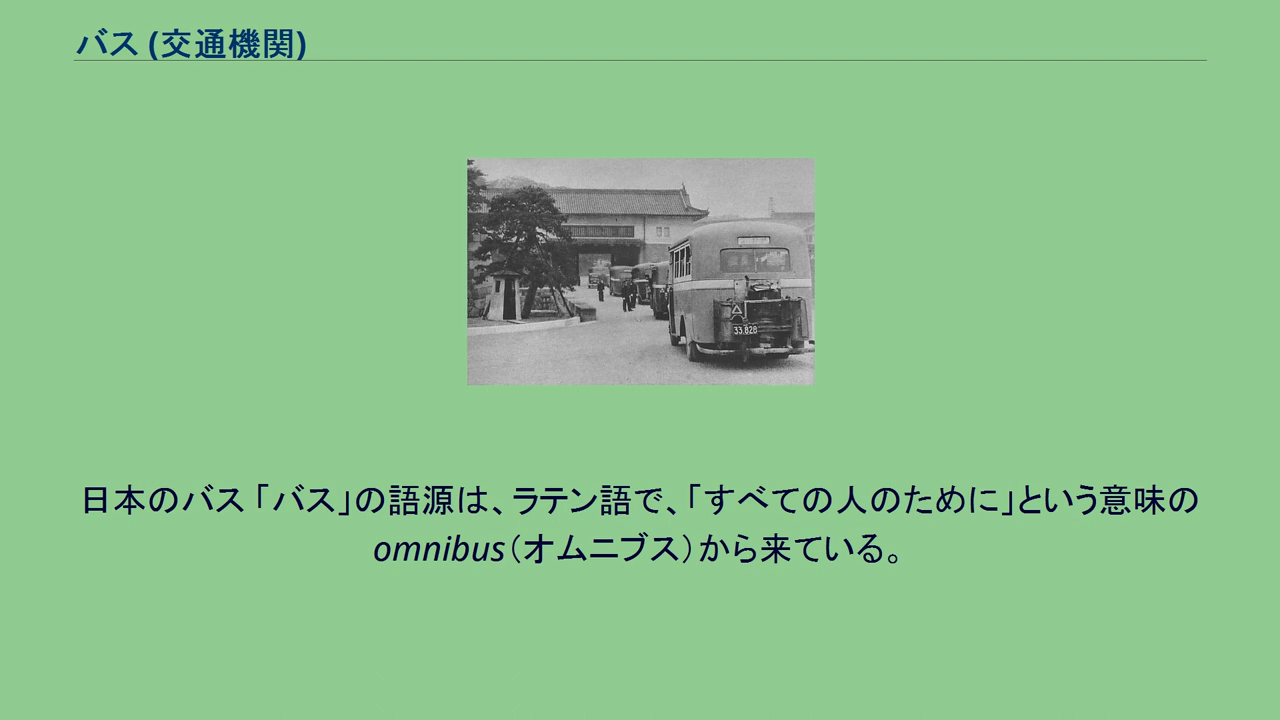 バス (交通機関)
33.828
日本のバス 「バス」の語源は、ラテン語で、「すべての人のために」という意味の
omnibus（オムニブス）から来ている。